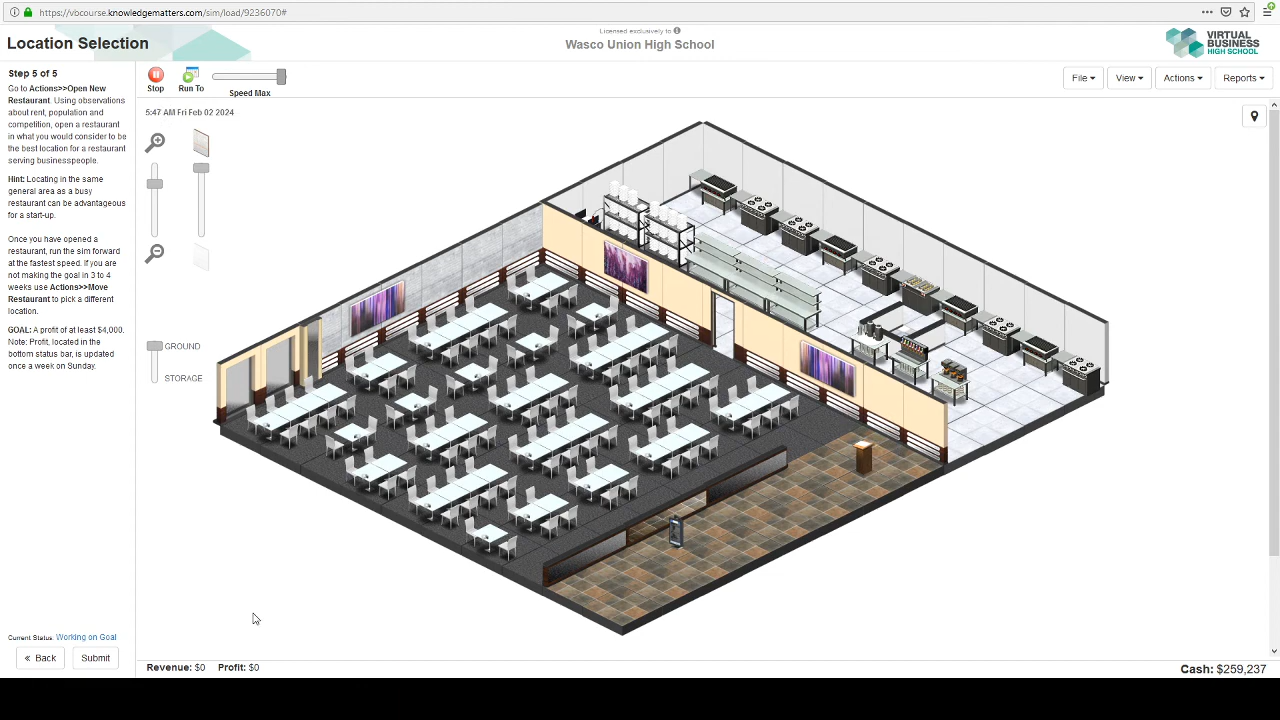 https://vbcourse.knowledgematters.com/sim/load/9236070#
Location Selection
Licensed exclusively to
Wasco Union High School
VIRTUAL
BUSINESS
HIGH SCHOOL
Step 5 of 5
Go to Actions>>Open New
Restaurant. Using observations
about rent, population and
competition, open a restaurant
in what you would consider to be
the best location for a restaurant
serving businesspeople.
Hint: Locating in the same
general area as a busy
restaurant can be advantageous
for a start-up.
Once you have opened a
restaurant, run the sim forward
at the fastest speed. If you are
not making the goal in 3 to 4
weeks use Actions>>Move
Restaurant to pick a different
location.
GOAL: A profit of at least $4,000.
Note: Profit, located in the
bottom status bar, is updated
once a week on Sunday.
Current Status: Working on Goal
« Back
Submit
Stop
Run To
Speed Max
File
View
Actions
Reports
5:47 AM Fri Feb 02 2024
GROUND
STORAGE
Revenue: $0 Profit: $0
Cash: $259,237